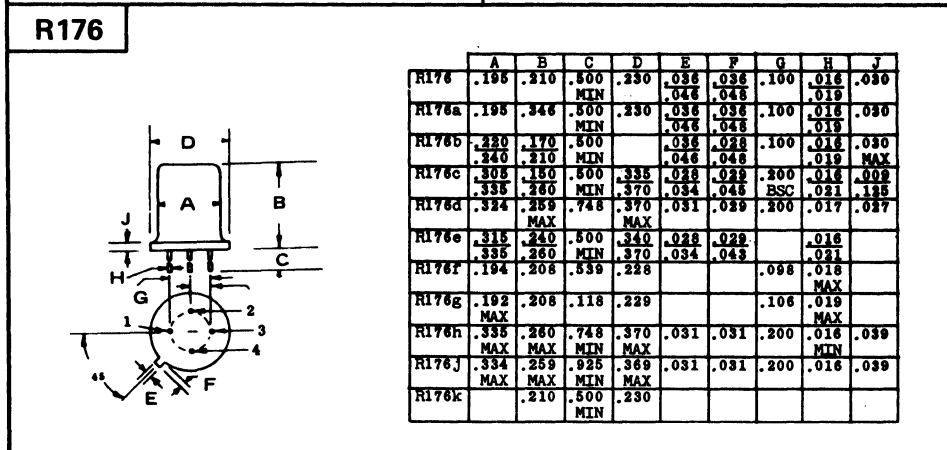 R176
A B C D E F G H J
R176 .195 .210 .500 .230 .036 .036 .100 .016 .030
MIN .046 .048 .019
R176a .195 .346 .500 .230 .036 .036 .100 .016 .030
MIN .046 .048 .019
R176b .220 .170 .500 .036 .028 .100 .016 .030
.240 .210 MIN .046 .048 .019 MAX
R176c .305 .150 .500 .335 .028 .029 .200 .016 .009
.335 .260 MIN .370 .034 .045 BSC .021 .125
R176d .324 .259 .748 .370 .031 .029 .200 .017 .027
MAX MAX
R176e .315 .240 .500 .340 .028 .029 .016
.335 .260 MIN .370 .034 .043 .021
R176f .194 .208 .539 .228 .098 .018
MAX
R176g .192 .208 .118 .229 .106 .019
MAX MAX
R176h .335 .260 .748 .370 .031 .031 .200 .016 .039
MAX MAX MIN MAX MIN
R176j .334 .259 .925 .369 .031 .031 .200 .016 .039
MAX MAX MIN MAX
R176k .210 .500 .230
MIN
D
A
B
J
C
H
G
2
1
3
4
45
E
F